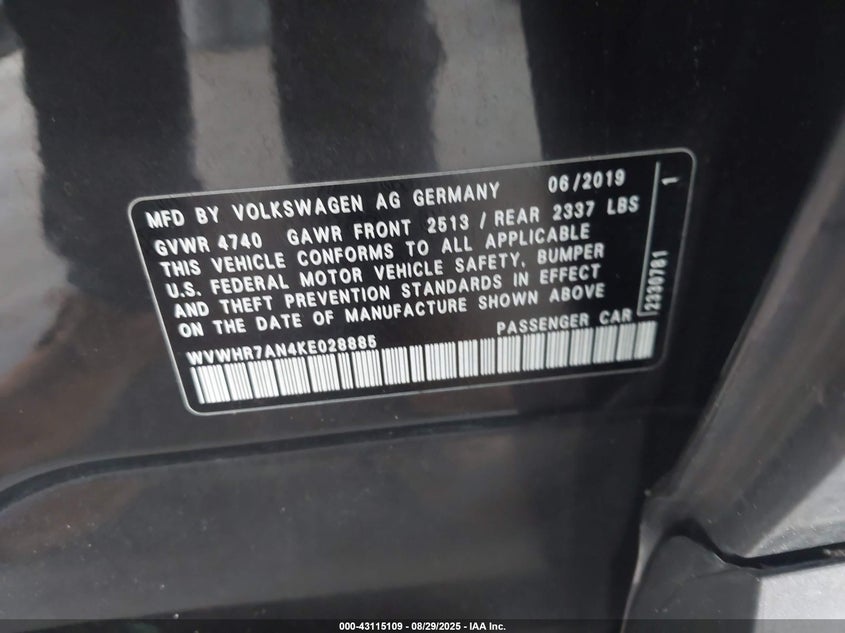 MFD BY VOLKSWAGEN AG GERMANY 06/2019
GVWR 4740 GAWR FRONT 2513 / REAR 2337 LBS
THIS VEHICLE CONFORMS TO ALL APPLICABLE
U.S. FEDERAL MOTOR VEHICLE SAFETY, BUMPER
AND THEFT PREVENTION STANDARDS IN EFFECT
ON THE DATE OF MANUFACTURE SHOWN ABOVE
WVWHR7AN4KE028885 PASSENGER CAR
2330761 1
000-43115109 - 08/29/2025 - IAA Inc.